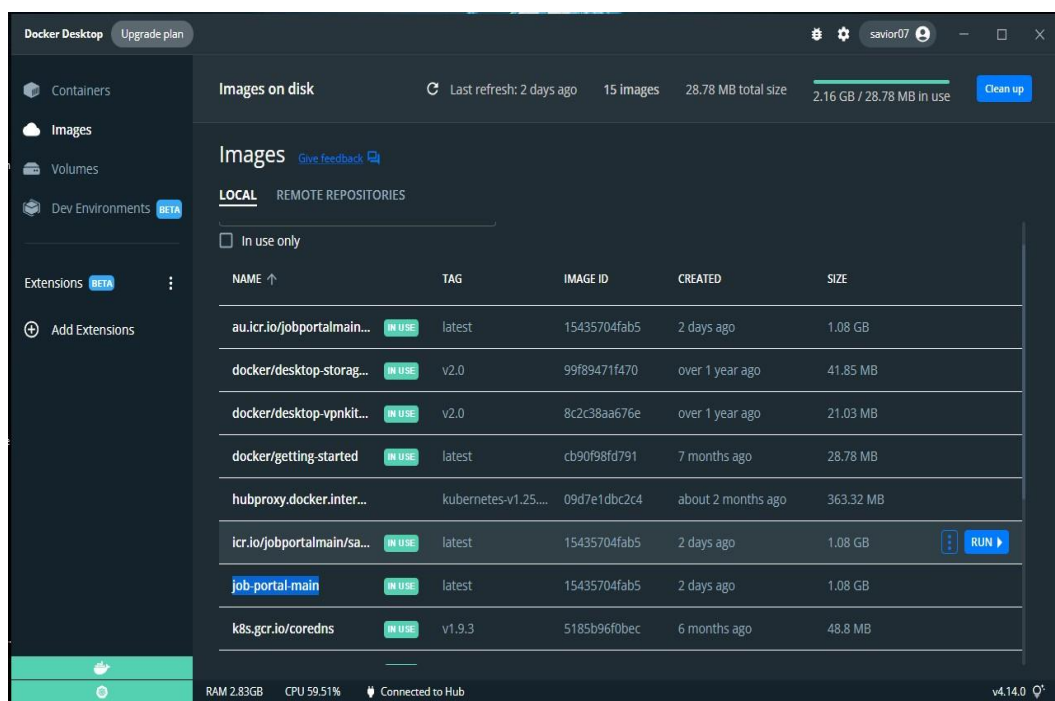 Docker Desktop Upgrade plan savior07
Containers
Images
Volumes
Dev Environments BETA
Extensions BETA
Add Extensions
Images on disk Last refresh: 2 days ago 15 images 28.78 MB total size 2.16 GB / 28.78 MB in use Clean up
Images Give feedback
LOCAL REMOTE REPOSITORIES
In use only
NAME TAG IMAGE ID CREATED SIZE
au.icr.io/jobportalmain... IN USE latest 15435704fab5 2 days ago 1.08 GB
docker/desktop-storag... IN USE v2.0 99f89471f470 over 1 year ago 41.85 MB
docker/desktop-vpnkit... IN USE v2.0 8c2c38aa676e over 1 year ago 21.03 MB
docker/getting-started IN USE latest cb90f98fd791 7 months ago 28.78 MB
hubproxy.docker.inter... kubernetes-v1.25.... 09d7e1dbc2c4 about 2 months ago 363.32 MB
icr.io/jobportalmain/sa... IN USE latest 15435704fab5 2 days ago 1.08 GB RUN
job-portal-main IN USE latest 15435704fab5 2 days ago 1.08 GB
k8s.gcr.io/coredns IN USE v1.9.3 5185b96f0bec 6 months ago 48.8 MB
RAM 2.83GB CPU 59.51% Connected to Hub v4.14.0